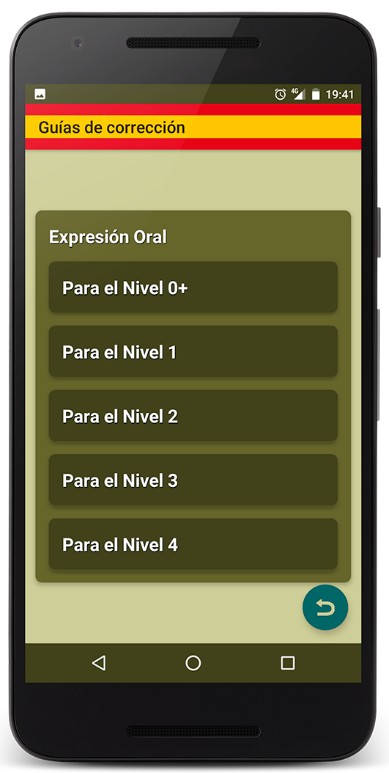 4G 19:41
Guías de corrección
Expresión Oral
Para el Nivel 0+
Para el Nivel 1
Para el Nivel 2
Para el Nivel 3
Para el Nivel 4